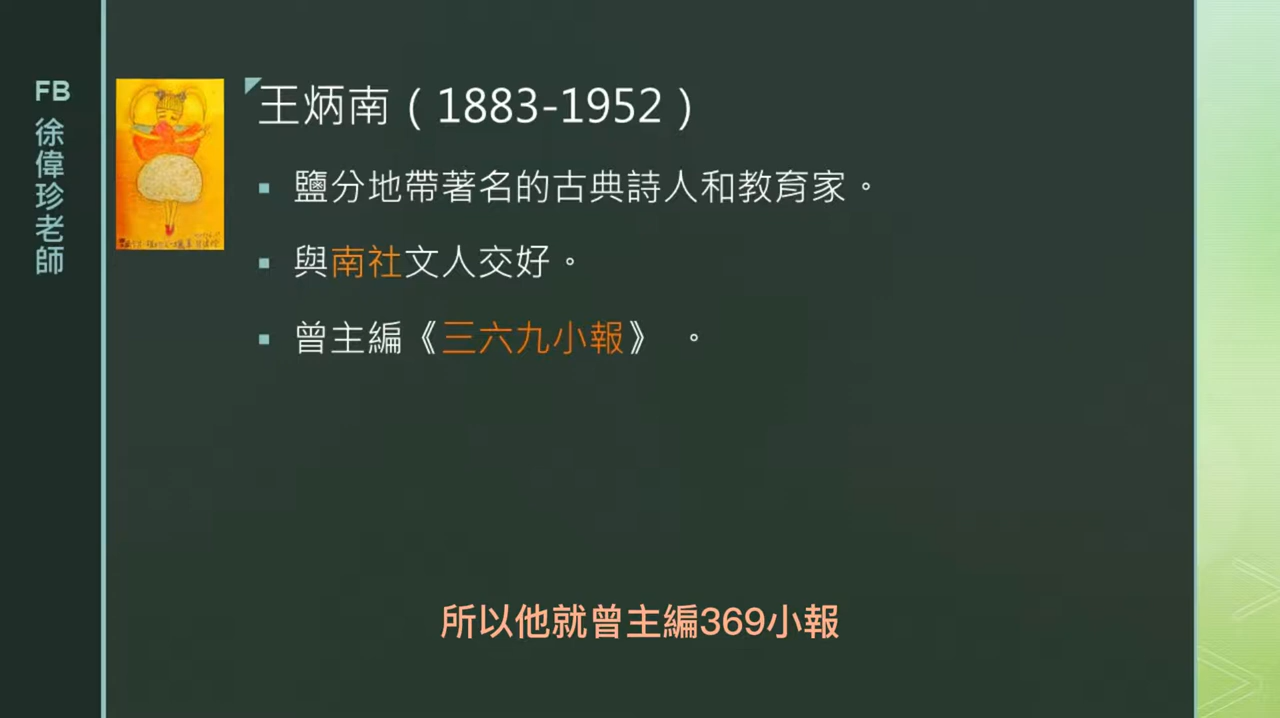 FB
徐偉珍老師
王炳南（1883-1952）
▪ 鹽分地帶著名的古典詩人和教育家。
▪ 與南社文人交好。
▪ 曾主編《三六九小報》 。
所以他就曾主編369小報